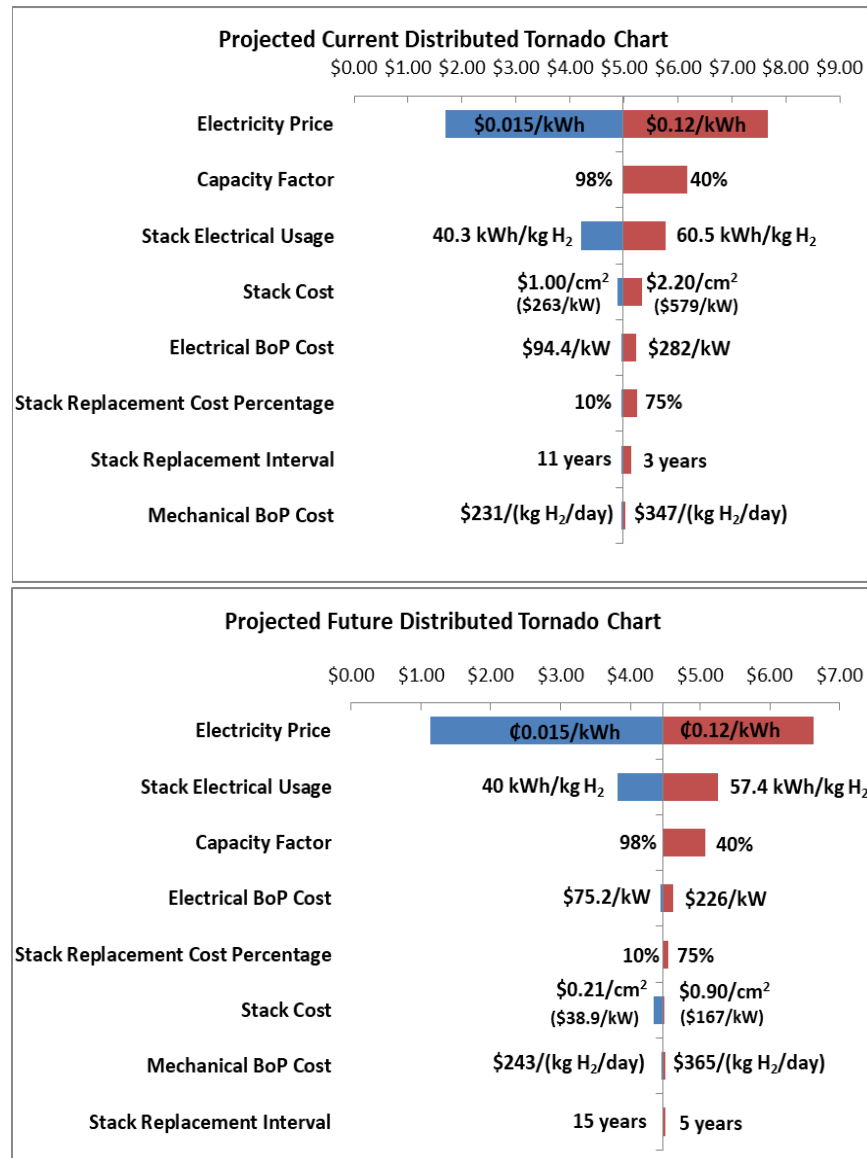 Projected Current Distributed Tornado Chart
$0.00 $1.00 $2.00 $3.00 $4.00 $5.00 $6.00 $7.00 $8.00 $9.00
Electricity Price $0.015/kWh $0.12/kWh
Capacity Factor 98% 40%
Stack Electrical Usage 40.3 kWh/kg H₂ 60.5 kWh/kg H₂
Stack Cost $1.00/cm² $2.20/cm²
($263/kW) ($579/kW)
Electrical BoP Cost $94.4/kW $282/kW
Stack Replacement Cost Percentage 10% 75%
Stack Replacement Interval 11 years 3 years
Mechanical BoP Cost $231/(kg H₂/day) $347/(kg H₂/day)
Projected Future Distributed Tornado Chart
$0.00 $1.00 $2.00 $3.00 $4.00 $5.00 $6.00 $7.00
Electricity Price ₵0.015/kWh ₵0.12/kWh
Stack Electrical Usage 40 kWh/kg H₂ 57.4 kWh/kg H₂
Capacity Factor 98% 40%
Electrical BoP Cost $75.2/kW $226/kW
Stack Replacement Cost Percentage 10% 75%
Stack Cost $0.21/cm² $0.90/cm²
($38.9/kW) ($167/kW)
Mechanical BoP Cost $243/(kg H₂/day) $365/(kg H₂/day)
Stack Replacement Interval 15 years 5 years